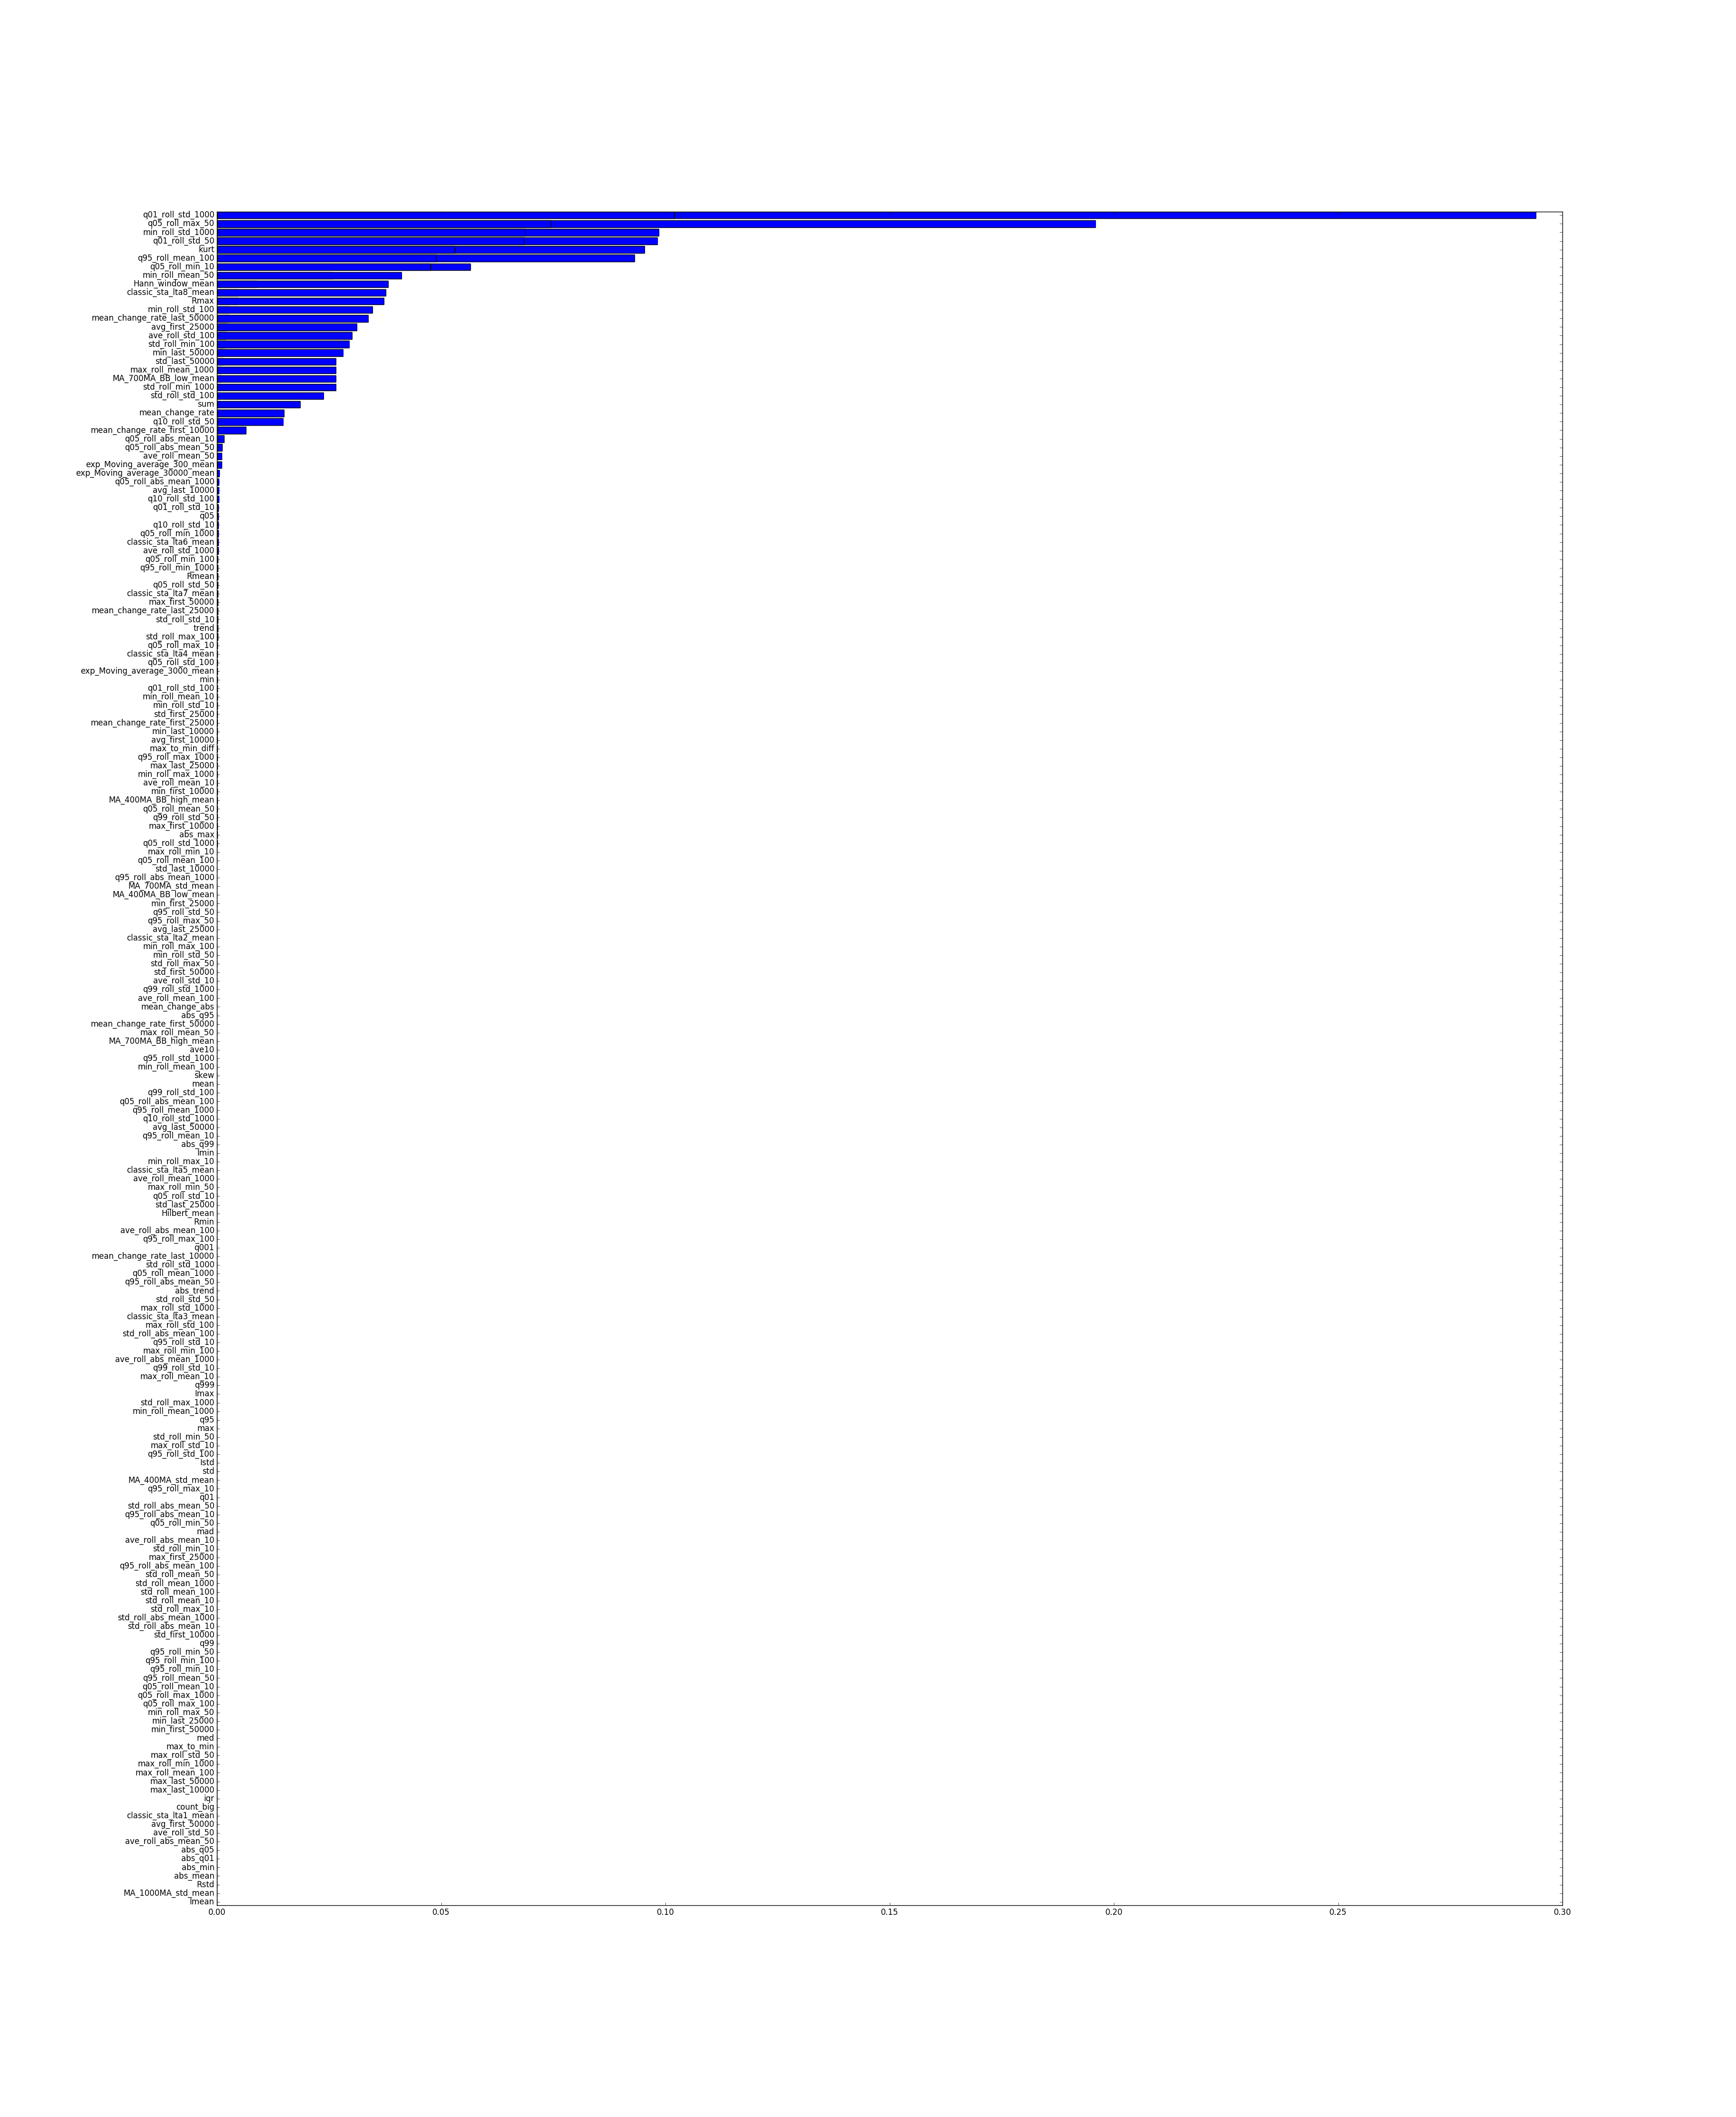 q01_roll_std_1000
q05_roll_max_50
min_roll_std_1000
q01_roll_std_50
kurt
q95_roll_mean_100
q05_roll_min_10
min_roll_mean_50
Hann_window_mean
classic_sta_lta8_mean
Rmax
min_roll_std_100
mean_change_rate_last_50000
avg_first_25000
ave_roll_std_100
std_roll_min_100
min_last_50000
std_last_50000
max_roll_mean_1000
MA_700MA_BB_low_mean
std_roll_min_1000
std_roll_std_100
sum
mean_change_rate
q10_roll_std_50
mean_change_rate_first_10000
q05_roll_abs_mean_10
q05_roll_abs_mean_50
ave_roll_mean_50
exp_Moving_average_300_mean
exp_Moving_average_30000_mean
q05_roll_abs_mean_1000
avg_last_10000
q10_roll_std_100
q01_roll_std_10
q05
q10_roll_std_10
q05_roll_min_1000
classic_sta_lta6_mean
ave_roll_std_1000
q05_roll_min_100
q95_roll_min_1000
Rmean
q05_roll_std_50
classic_sta_lta7_mean
max_first_50000
mean_change_rate_last_25000
std_roll_std_10
trend
std_roll_max_100
q05_roll_max_10
classic_sta_lta4_mean
q05_roll_std_100
exp_Moving_average_3000_mean
min
q01_roll_std_100
min_roll_mean_10
min_roll_std_10
std_first_25000
mean_change_rate_first_25000
min_last_10000
avg_first_10000
max_to_min_diff
q95_roll_max_1000
max_last_25000
min_roll_max_1000
ave_roll_mean_10
min_first_10000
MA_400MA_BB_high_mean
q05_roll_mean_50
q99_roll_std_50
max_first_10000
abs_max
q05_roll_std_1000
max_roll_min_10
q05_roll_mean_100
std_last_10000
q95_roll_abs_mean_1000
MA_700MA_std_mean
MA_400MA_BB_low_mean
min_first_25000
q95_roll_std_50
q95_roll_max_50
avg_last_25000
classic_sta_lta2_mean
min_roll_max_100
min_roll_std_50
std_roll_max_50
std_first_50000
ave_roll_std_10
q99_roll_std_1000
ave_roll_mean_100
mean_change_abs
abs_q95
mean_change_rate_first_50000
max_roll_mean_50
MA_700MA_BB_high_mean
ave10
q95_roll_std_1000
min_roll_mean_100
skew
mean
q99_roll_std_100
q05_roll_abs_mean_100
q95_roll_mean_1000
q10_roll_std_1000
avg_last_50000
q95_roll_mean_10
abs_q99
Imin
min_roll_max_10
classic_sta_lta5_mean
ave_roll_mean_1000
max_roll_min_50
q05_roll_std_10
std_last_25000
Hilbert_mean
Rmin
ave_roll_abs_mean_100
q95_roll_max_100
q001
mean_change_rate_last_10000
std_roll_std_1000
q05_roll_mean_1000
q95_roll_abs_mean_50
abs_trend
std_roll_std_50
max_roll_std_1000
classic_sta_lta3_mean
max_roll_std_100
std_roll_abs_mean_100
q95_roll_std_10
max_roll_min_100
ave_roll_abs_mean_1000
q99_roll_std_10
max_roll_mean_10
q999
Imax
std_roll_max_1000
min_roll_mean_1000
q95
max
std_roll_min_50
max_roll_std_10
q95_roll_std_100
Istd
std
MA_400MA_std_mean
q95_roll_max_10
q01
std_roll_abs_mean_50
q95_roll_abs_mean_10
q05_roll_min_50
mad
ave_roll_abs_mean_10
std_roll_min_10
max_first_25000
q95_roll_abs_mean_100
std_roll_mean_50
std_roll_mean_1000
std_roll_mean_100
std_roll_mean_10
std_roll_max_10
std_roll_abs_mean_1000
std_roll_abs_mean_10
std_first_10000
q99
q95_roll_min_50
q95_roll_min_100
q95_roll_min_10
q95_roll_mean_50
q05_roll_mean_10
q05_roll_max_1000
q05_roll_max_100
min_roll_max_50
min_last_25000
min_first_50000
med
max_to_min
max_roll_std_50
max_roll_min_1000
max_roll_mean_100
max_last_50000
max_last_10000
iqr
count_big
classic_sta_lta1_mean
avg_first_50000
ave_roll_std_50
ave_roll_abs_mean_50
abs_q05
abs_q01
abs_min
abs_mean
Rstd
MA_1000MA_std_mean
Imean
0.00 0.05 0.10 0.15 0.20 0.25 0.30